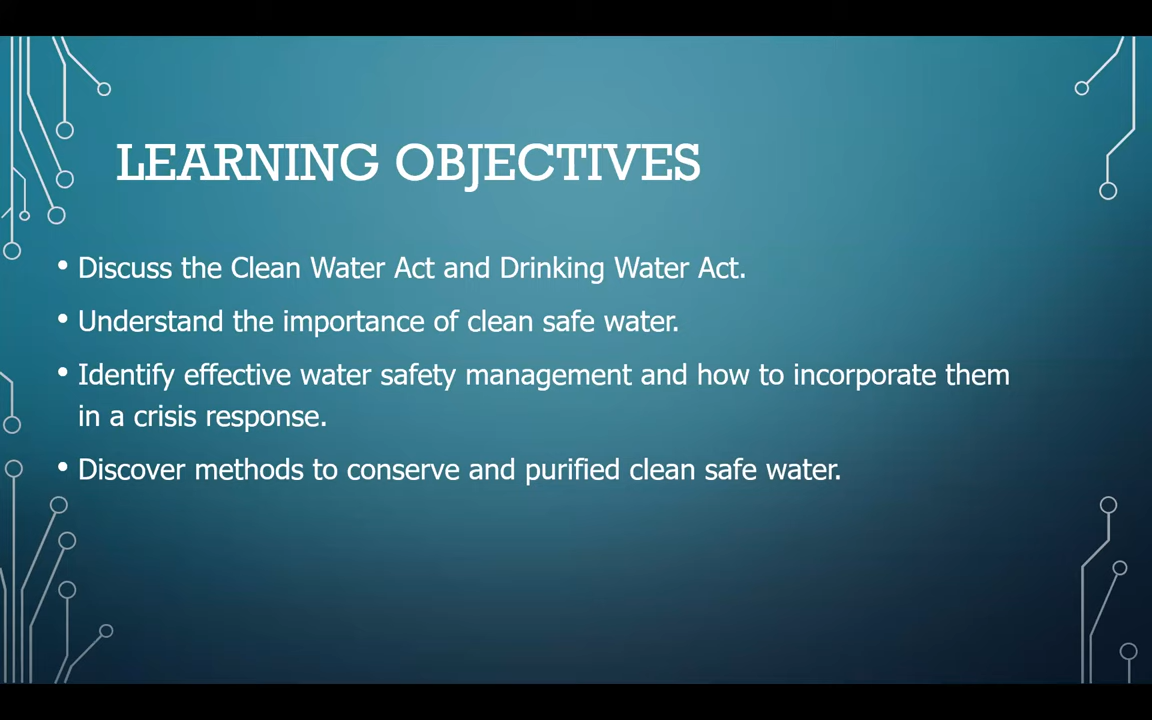 LEARNING OBJECTIVES
• Discuss the Clean Water Act and Drinking Water Act.
• Understand the importance of clean safe water.
• Identify effective water safety management and how to incorporate them
in a crisis response.
• Discover methods to conserve and purified clean safe water.